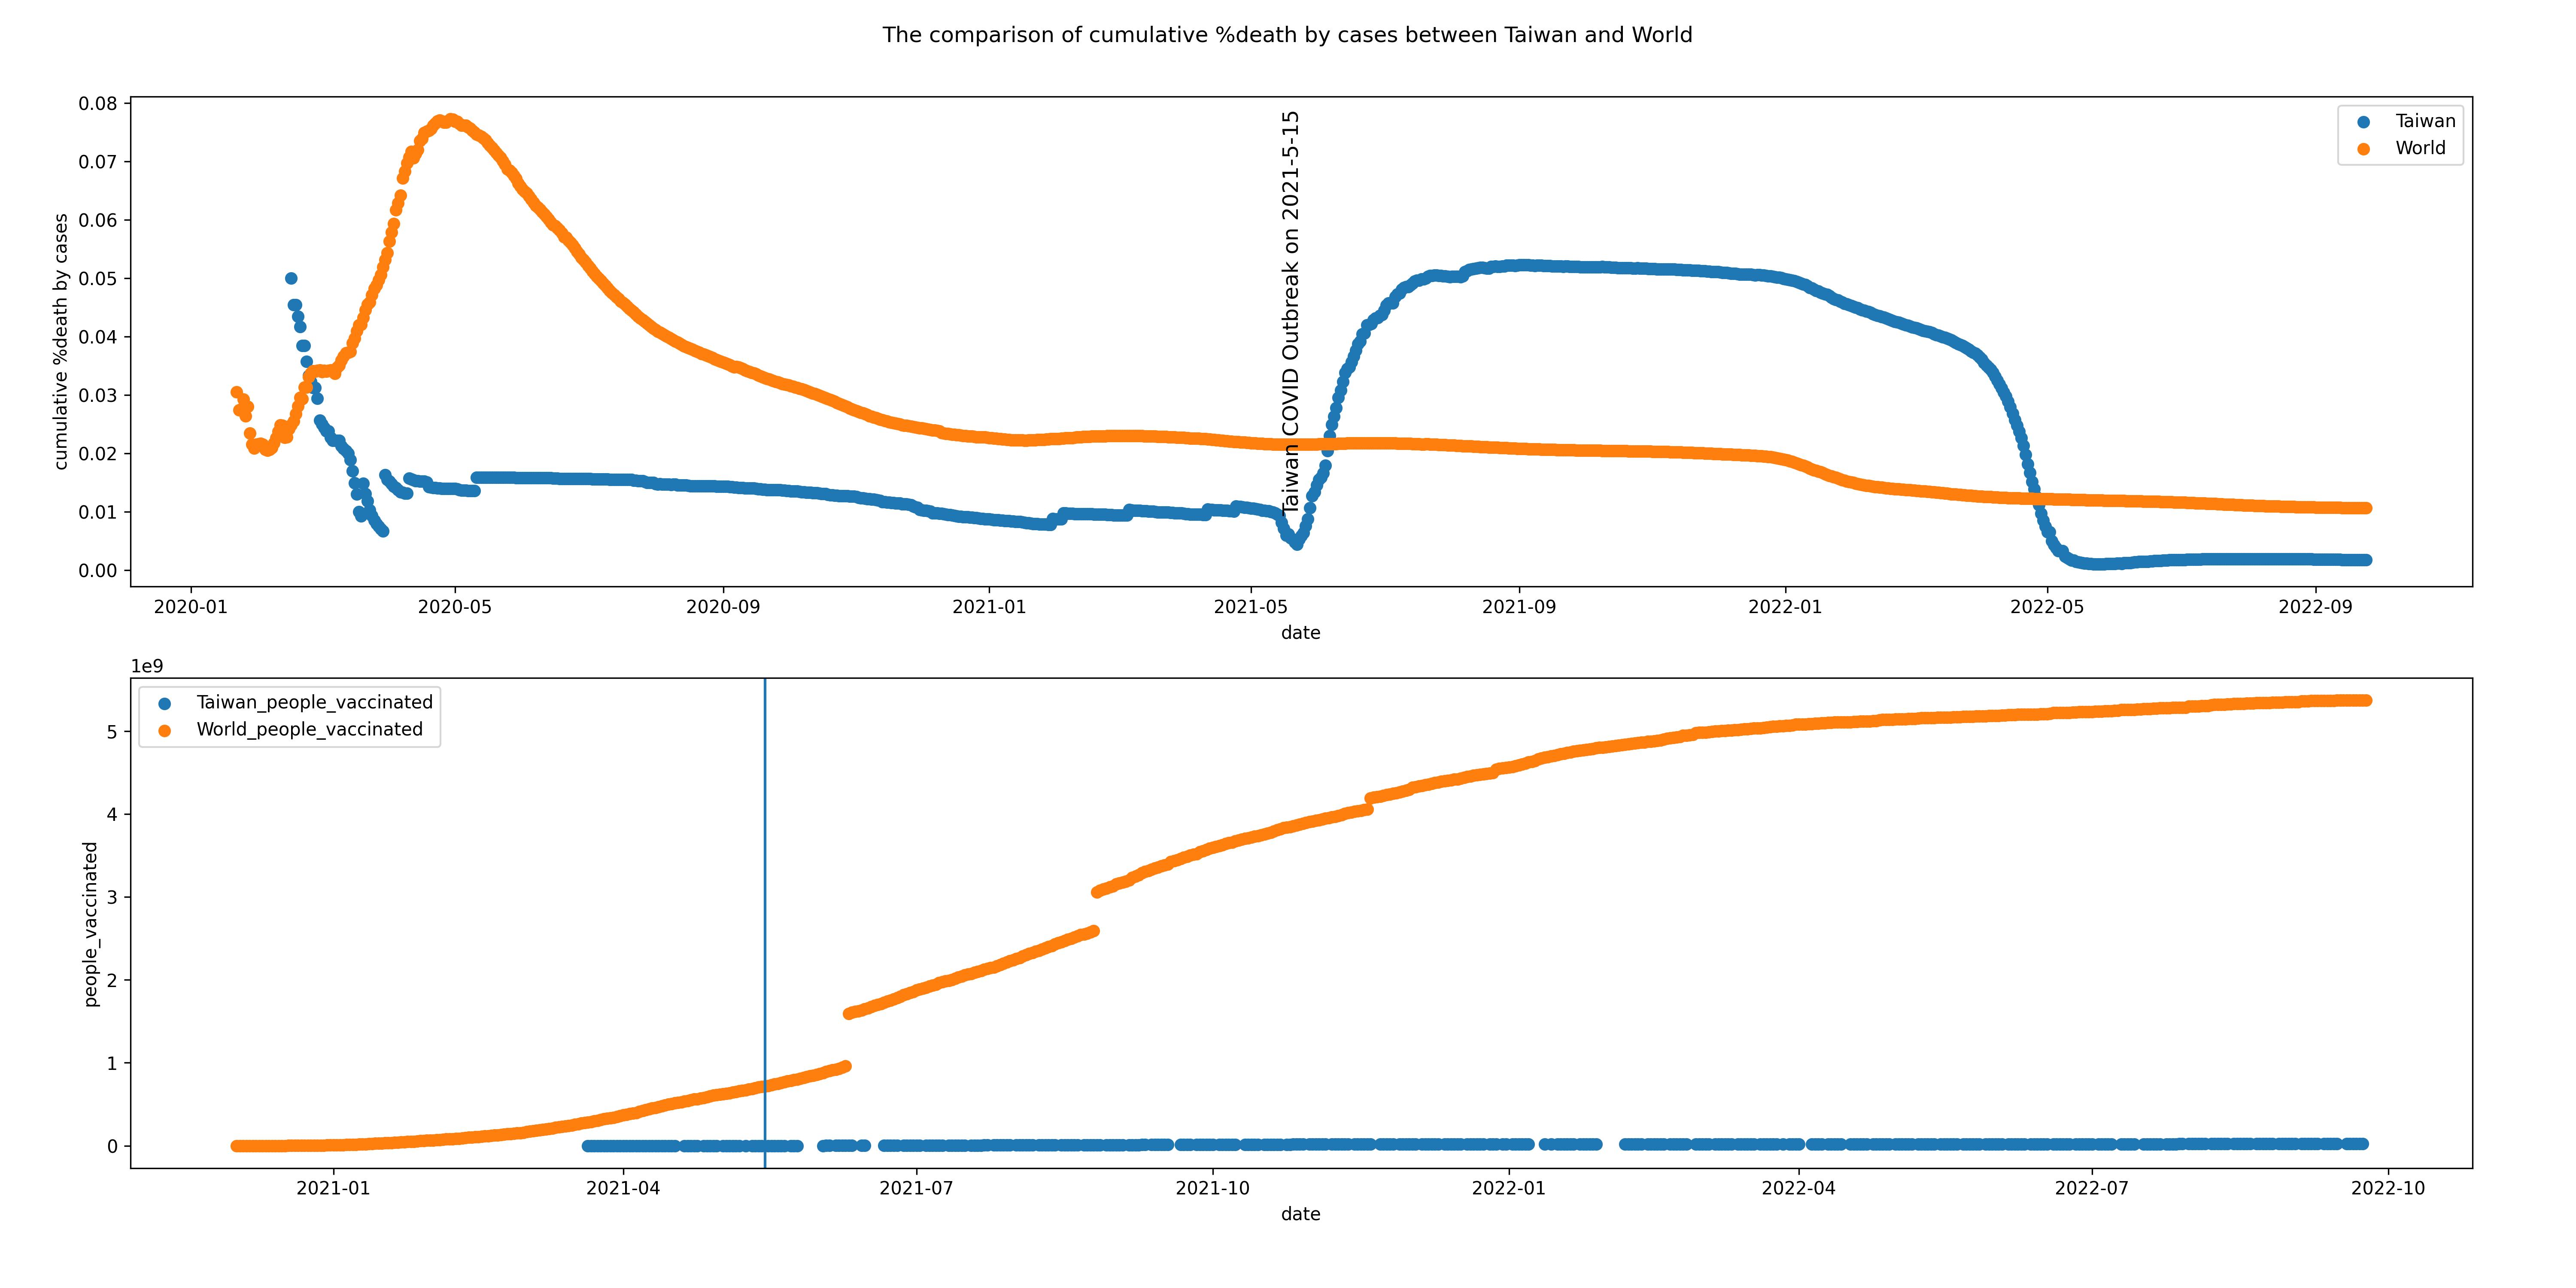 The comparison of cumulative %death by cases between Taiwan and World
0.08
0.07
0.06
0.05
0.04
0.03
0.02
0.01
0.00
cumulative %death by cases
Taiwan COVID Outbreak on 2021-5-15
Taiwan
World
2020-01 2020-05 2020-09 2021-01 2021-05 2021-09 2022-01 2022-05 2022-09
date
1e9
Taiwan_people_vaccinated
World_people_vaccinated
5
4
3
2
1
0
people_vaccinated
2021-01 2021-04 2021-07 2021-10 2022-01 2022-04 2022-07 2022-10
date